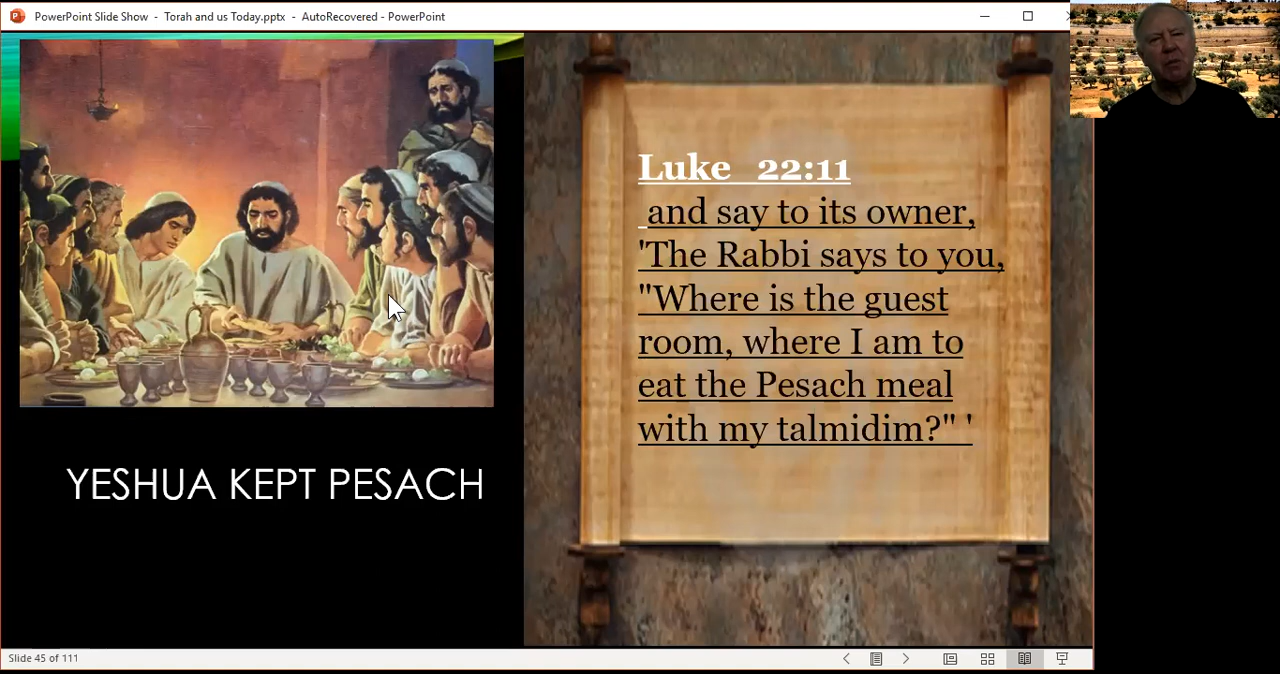 PowerPoint Slide Show - Torah and us Today.pptx - AutoRecovered - PowerPoint
Luke 22:11
and say to its owner,
'The Rabbi says to you,
"Where is the guest
room, where I am to
eat the Pesach meal
with my talmidim?" '
YESHUA KEPT PESACH
Slide 45 of 111